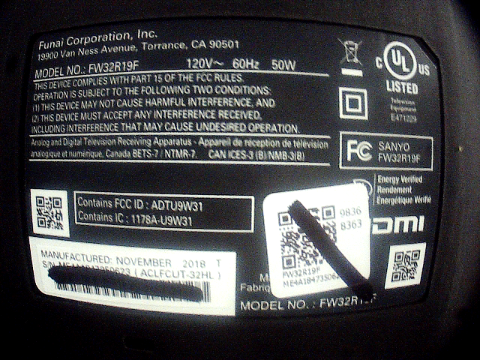 Funai Corporation, Inc.
19900 Van Ness Avenue, Torrance, CA 90501
MODEL NO.: FW32R19F 120V~ 60Hz 50W
THIS DEVICE COMPLIES WITH PART 15 OF THE FCC RULES.
OPERATION IS SUBJECT TO THE FOLLOWING TWO CONDITIONS:
(1) THIS DEVICE MAY NOT CAUSE HARMFUL INTERFERENCE, AND
(2) THIS DEVICE MUST ACCEPT ANY INTERFERENCE RECEIVED,
INCLUDING INTERFERENCE THAT MAY CAUSE UNDESIRED OPERATION.
Analog and Digital Television Receiving Apparatus - Appareil de réception de télévision
analogique et numérique, Canada BETS-7 / NTMR-7. CAN ICES-3 (B) / NMB-3(B)
C UL US
LISTED
Television
Equipment
E471229
FC SANYO
FW32R19F
Energy Verified
Rendement
Énergétique Vérifié
Contains FCC ID : ADTU9W31
Contains IC : 1178A-U9W31
9836
8363
DMI
MANUFACTURED: NOVEMBER 2018 T
S/N (ACLFCUT-32HL)
FW32R19F
Fabriq
MODEL NO. : FW32R19F